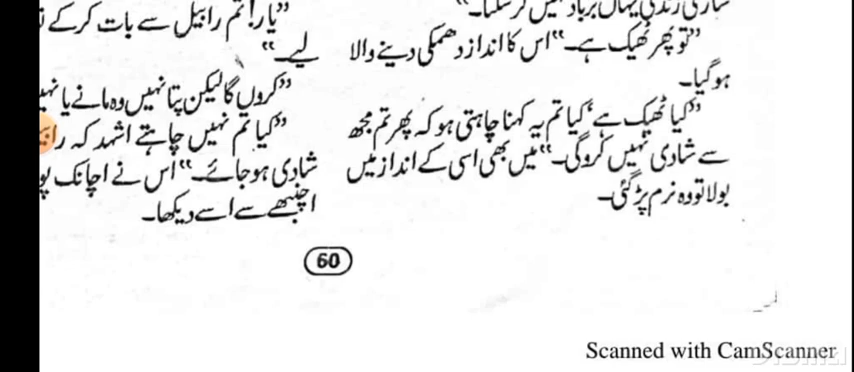 ساری زندگی یہاں برباد نہیں کر سکتا۔“
”تو پھر ٹھیک ہے۔“ اس کا انداز دھمکی دینے والا
ہو گیا۔
”کیا ٹھیک ہے، کیا تم یہ کہنا چاہتی ہو کہ پھر تم مجھ
سے شادی نہیں کرو گی۔“ میں بھی اسی کے انداز میں
بولا تو وہ نرم پڑ گئی۔
”یار! تم رابیل سے بات کر کے
لیے۔“
”کروں گا لیکن پتا نہیں وہ مانے یا
”کیا تم نہیں چاہتے اشہد کہ
شادی ہو جائے۔“ اس نے اچانک
اچنبھے سے اسے دیکھا۔
60
Scanned with CamScanner